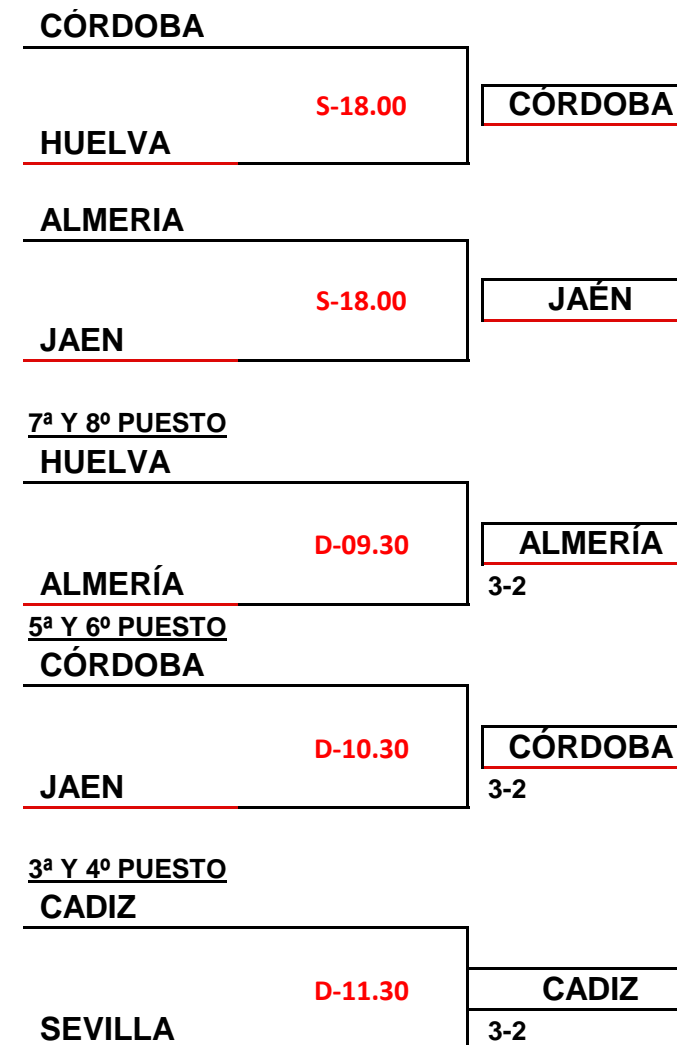 CÓRDOBA
S-18.00
CÓRDOBA
HUELVA
ALMERIA
S-18.00
JAÉN
JAEN
7ª Y 8º PUESTO
HUELVA
D-09.30
ALMERÍA
ALMERÍA
3-2
5ª Y 6º PUESTO
CÓRDOBA
D-10.30
CÓRDOBA
JAEN
3-2
3ª Y 4º PUESTO
CADIZ
D-11.30
CADIZ
SEVILLA
3-2